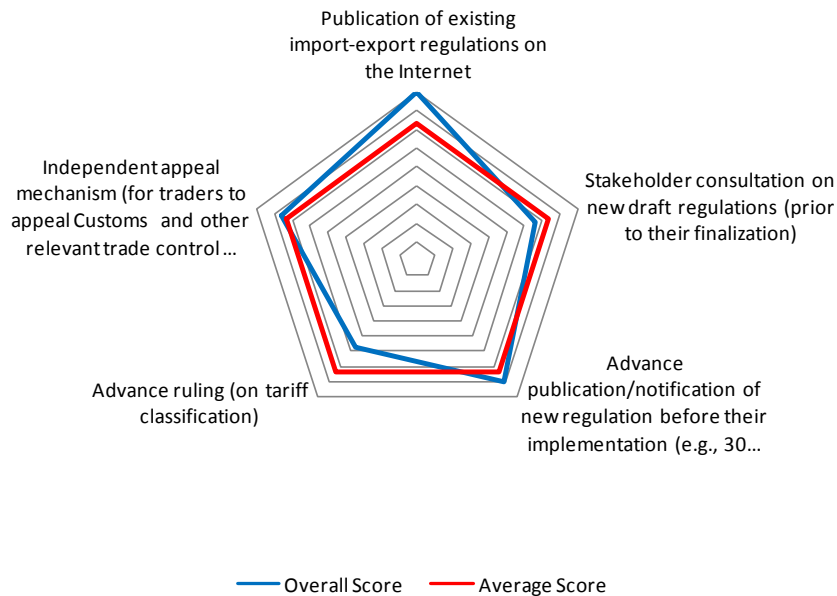 Publication of existing
import-export regulations on
the Internet
Stakeholder consultation on
new draft regulations (prior
to their finalization)
Advance
publication/notification of
new regulation before their
implementation (e.g., 30...
Advance ruling (on tariff
classification)
Independent appeal
mechanism (for traders to
appeal Customs and other
relevant trade control ...
Overall Score
Average Score